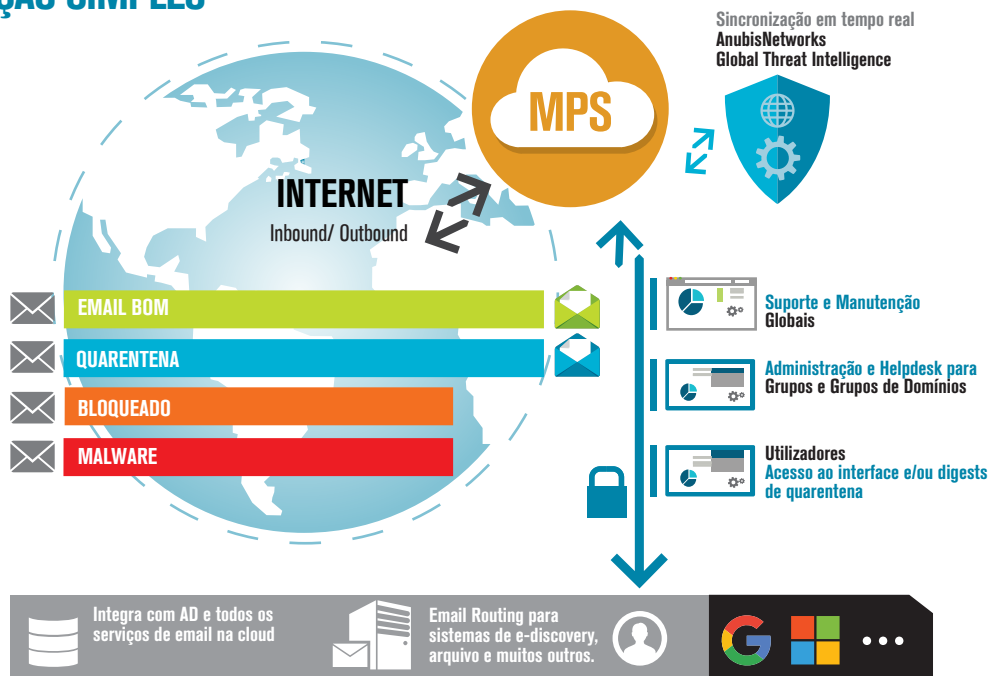 Sincronização em tempo real
AnubisNetworks
Global Threat Intelligence
MPS
INTERNET
Inbound/ Outbound
EMAIL BOM
QUARENTENA
BLOQUEADO
MALWARE
Suporte e Manutenção
Globais
Administração e Helpdesk para
Grupos e Grupos de Domínios
Utilizadores
Acesso ao interface e/ou digests
de quarentena
Integra com AD e todos os
serviços de email na cloud
Email Routing para
sistemas de e-discovery,
arquivo e muitos outros.